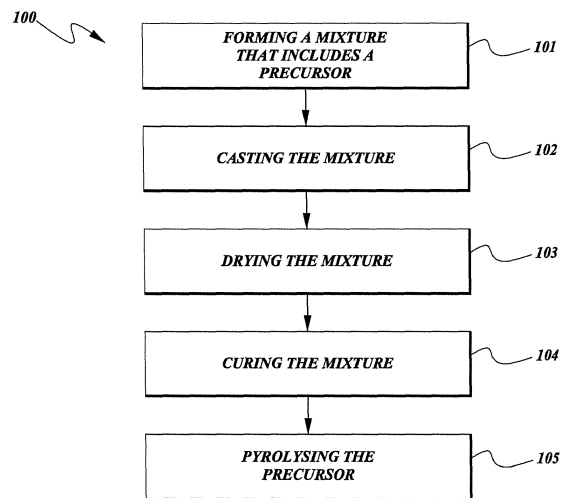 100
FORMING A MIXTURE
THAT INCLUDES A
PRECURSOR
101
CASTING THE MIXTURE
102
DRYING THE MIXTURE
103
CURING THE MIXTURE
104
PYROLYSING THE
PRECURSOR
105